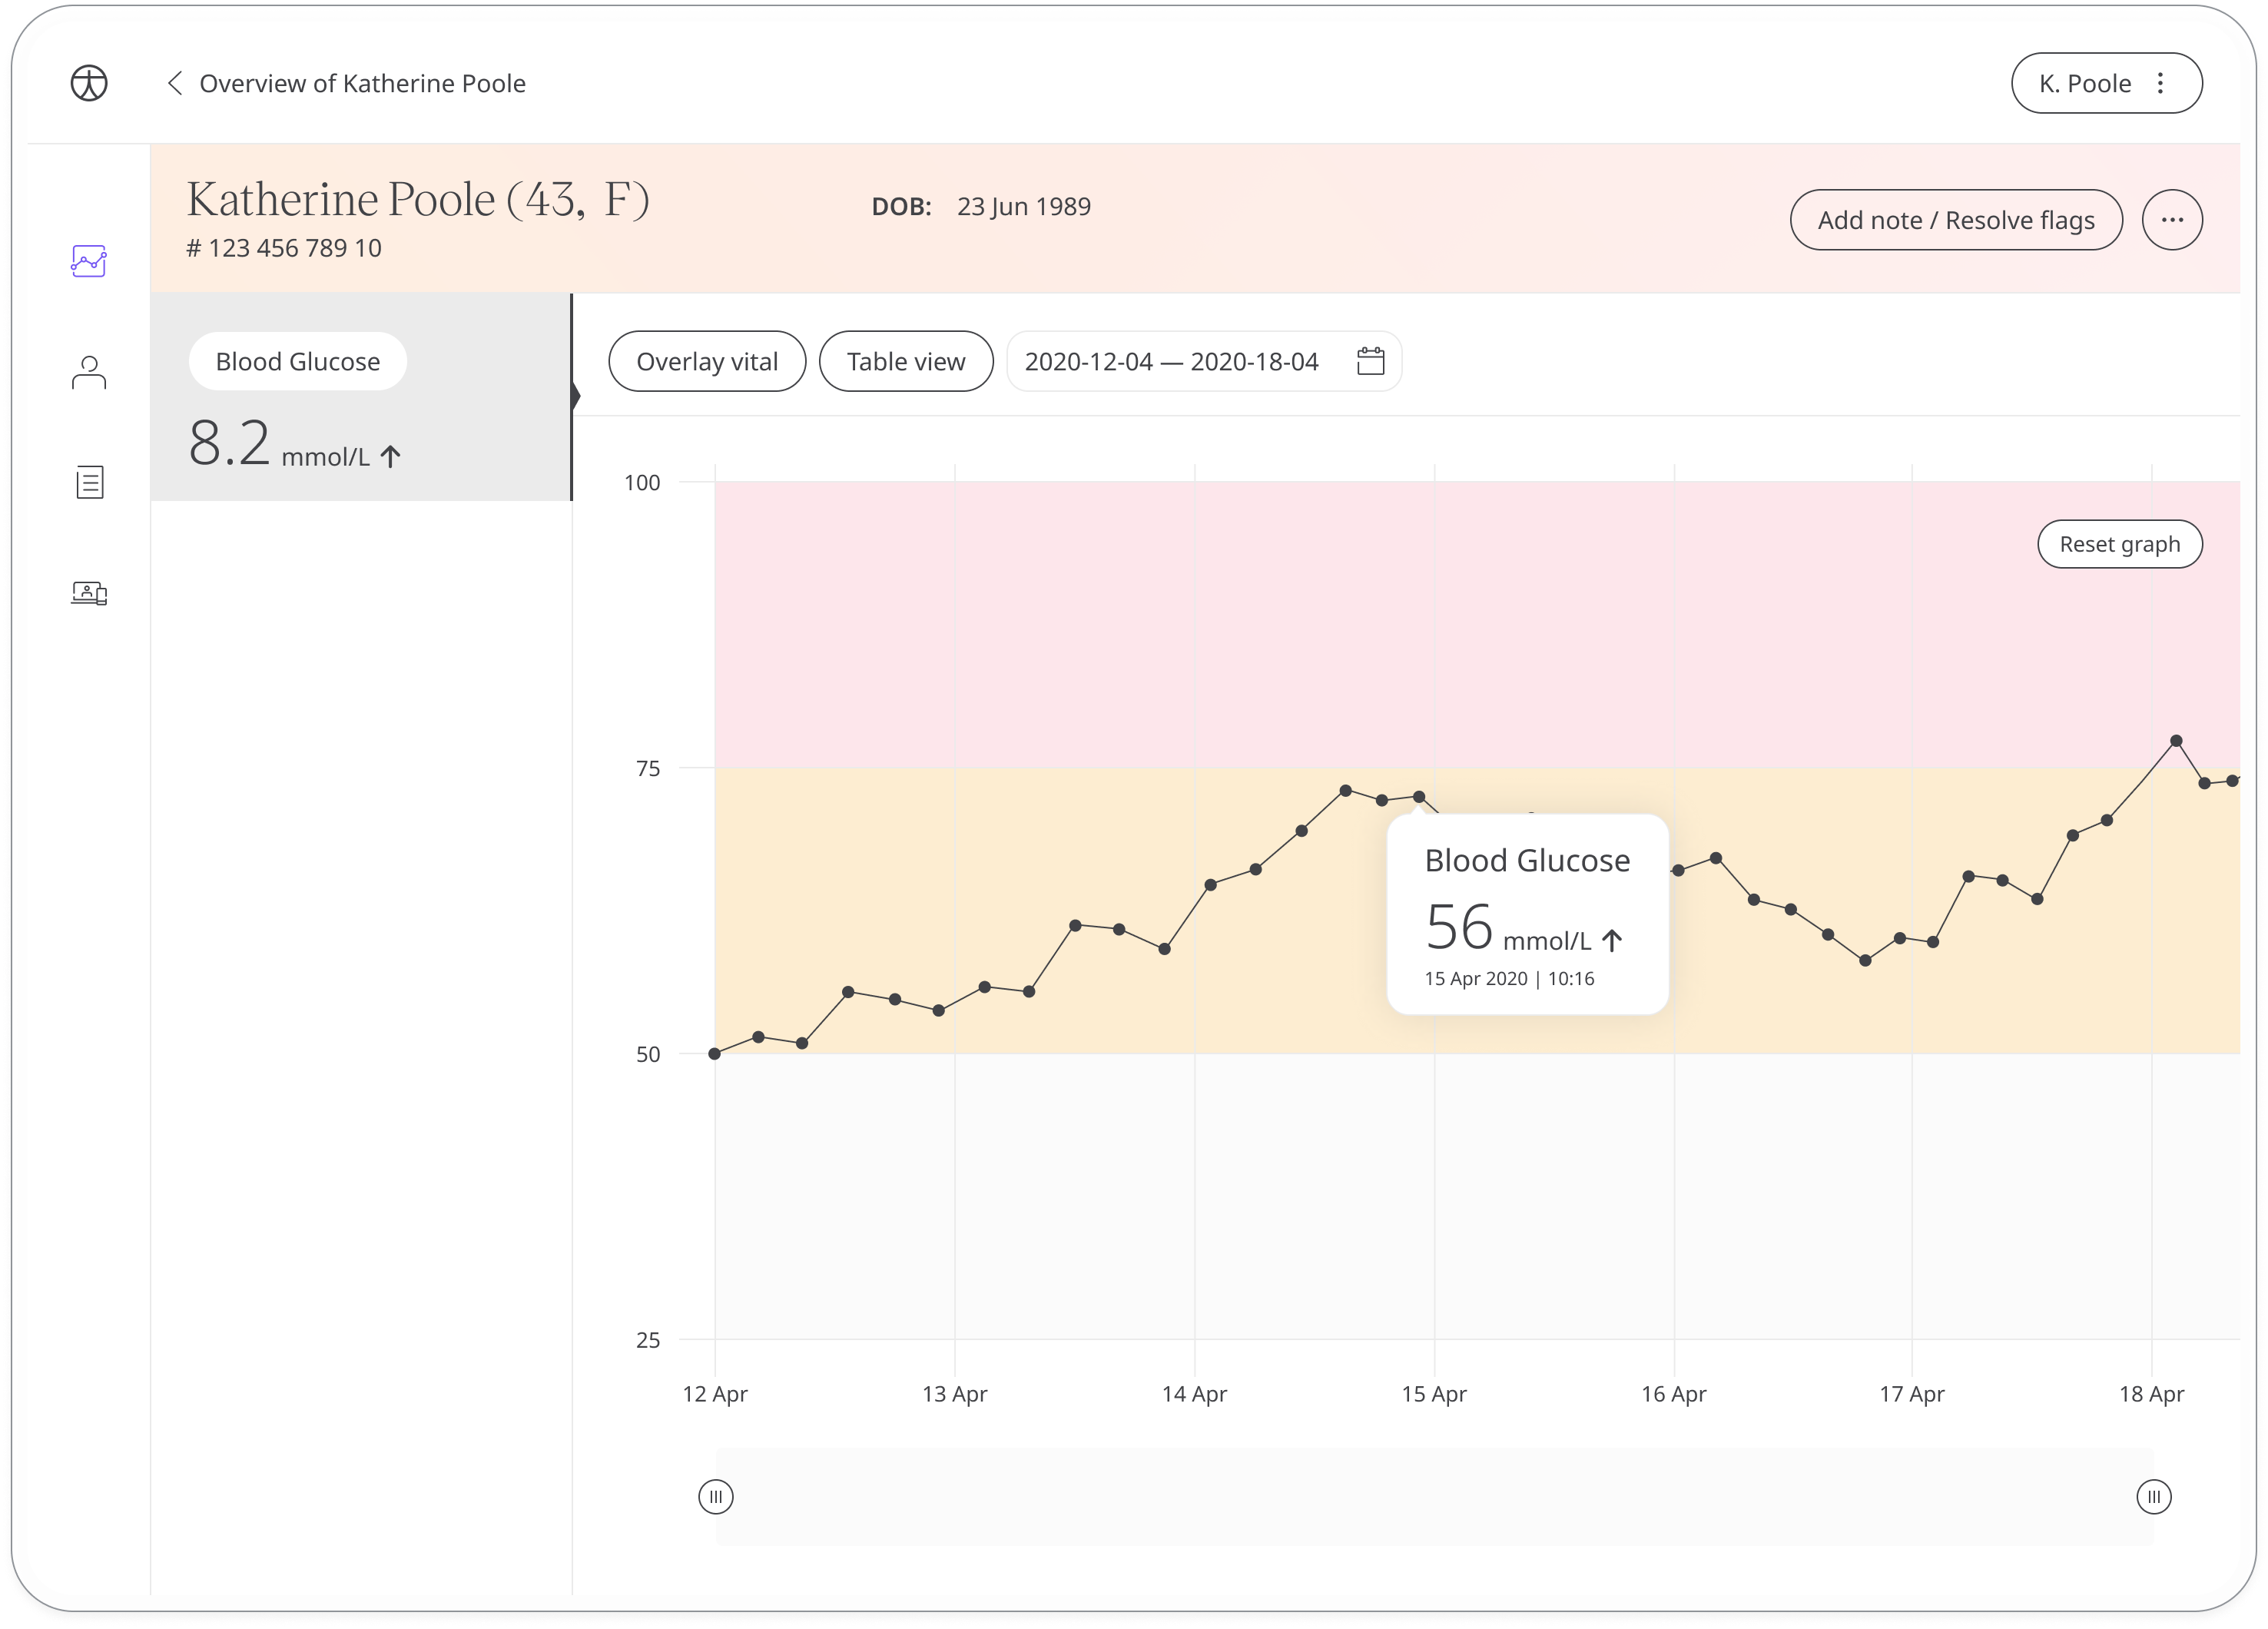 Overview of Katherine Poole
K. Poole
Katherine Poole (43, F)
# 123 456 789 10
DOB: 23 Jun 1989
Add note / Resolve flags
Blood Glucose
8.2 mmol/L
Overlay vital
Table view
2020-12-04 — 2020-18-04
100
Reset graph
75
Blood Glucose
56 mmol/L
15 Apr 2020 | 10:16
50
25
12 Apr 13 Apr 14 Apr 15 Apr 16 Apr 17 Apr 18 Apr